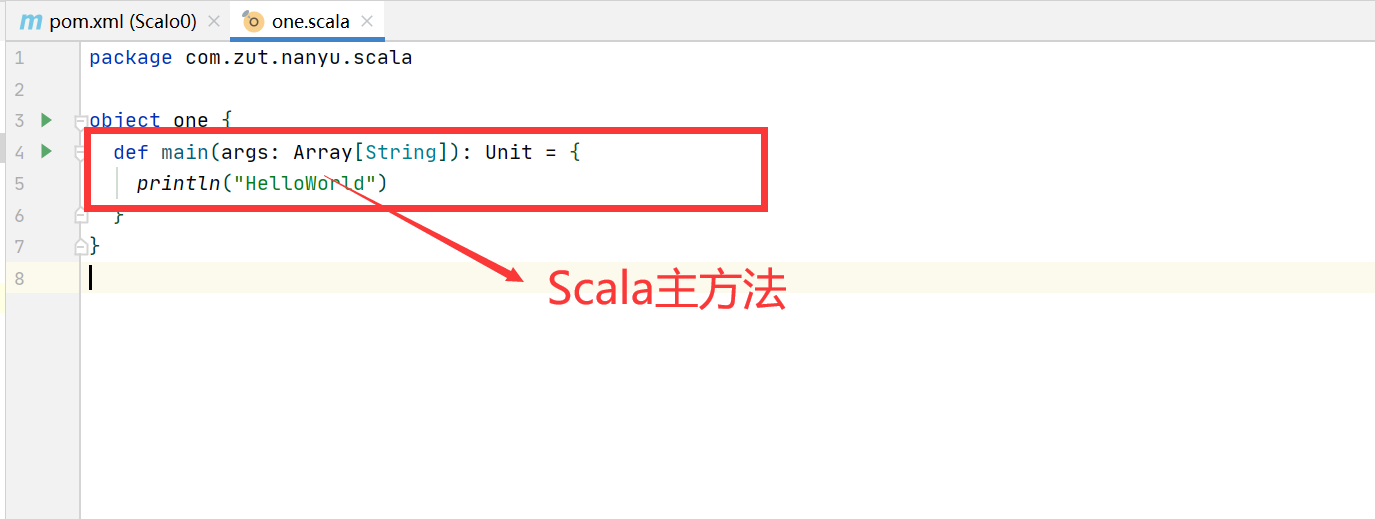 m pom.xml (Scalo0) ×
one.scala ×
1 package com.zut.nanyu.scala
2
3 object one {
4 def main(args: Array[String]): Unit = {
5 println("HelloWorld")
6 }
7 }
8
Scala主方法